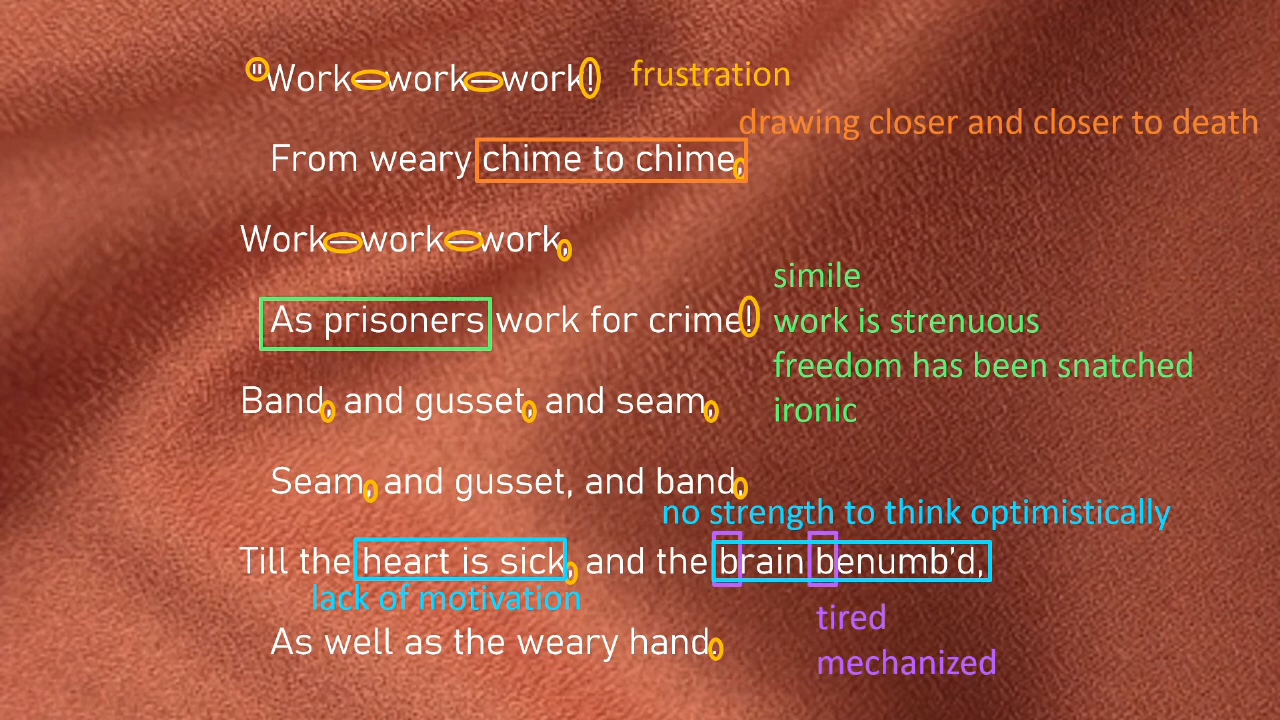 "Work—work—work! frustration
drawing closer and closer to death
From weary chime to chime,
Work—work—work,
simile
As prisoners work for crime! work is strenuous
freedom has been snatched
Band, and gusset, and seam, ironic
Seam, and gusset, and band,
no strength to think optimistically
Till the heart is sick, and the brain benumb'd,
lack of motivation
tired
As well as the weary hand.
mechanized